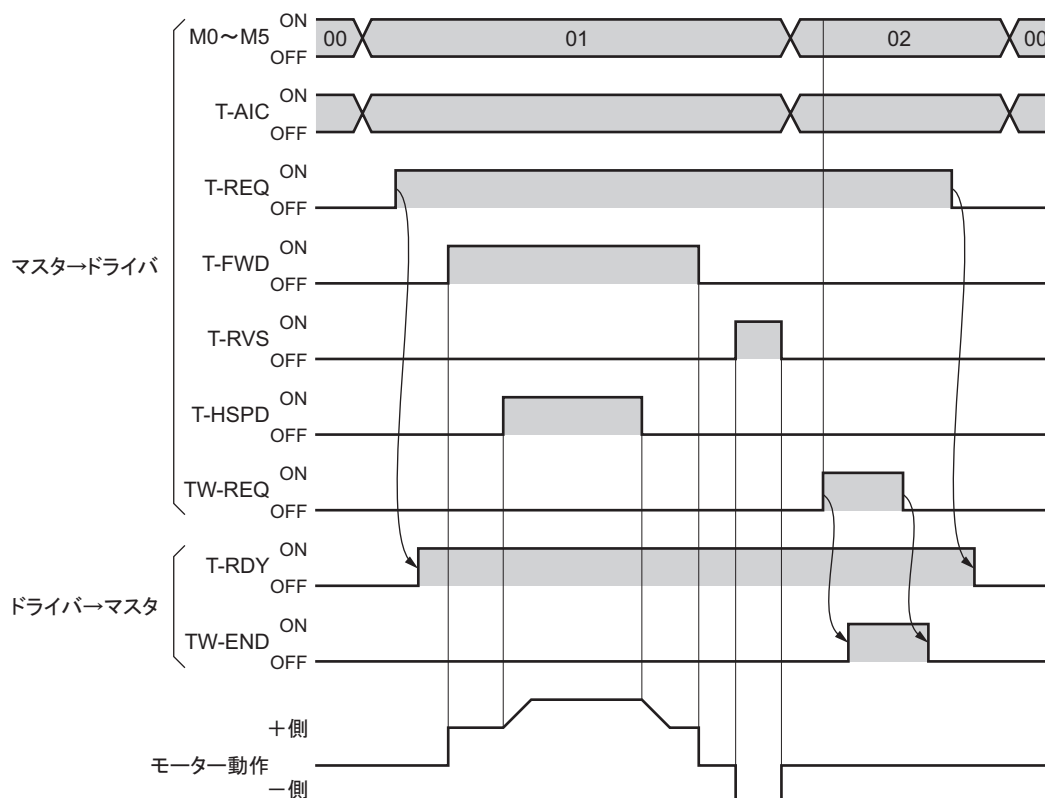 M0～M5 ON OFF 00 01 02 00
T-AIC ON OFF
T-REQ ON OFF
マスタ→ドライバ
T-FWD ON OFF
T-RVS ON OFF
T-HSPD ON OFF
TW-REQ ON OFF
T-RDY ON OFF
ドライバ→マスタ
TW-END ON OFF
＋側
モーター動作
－側